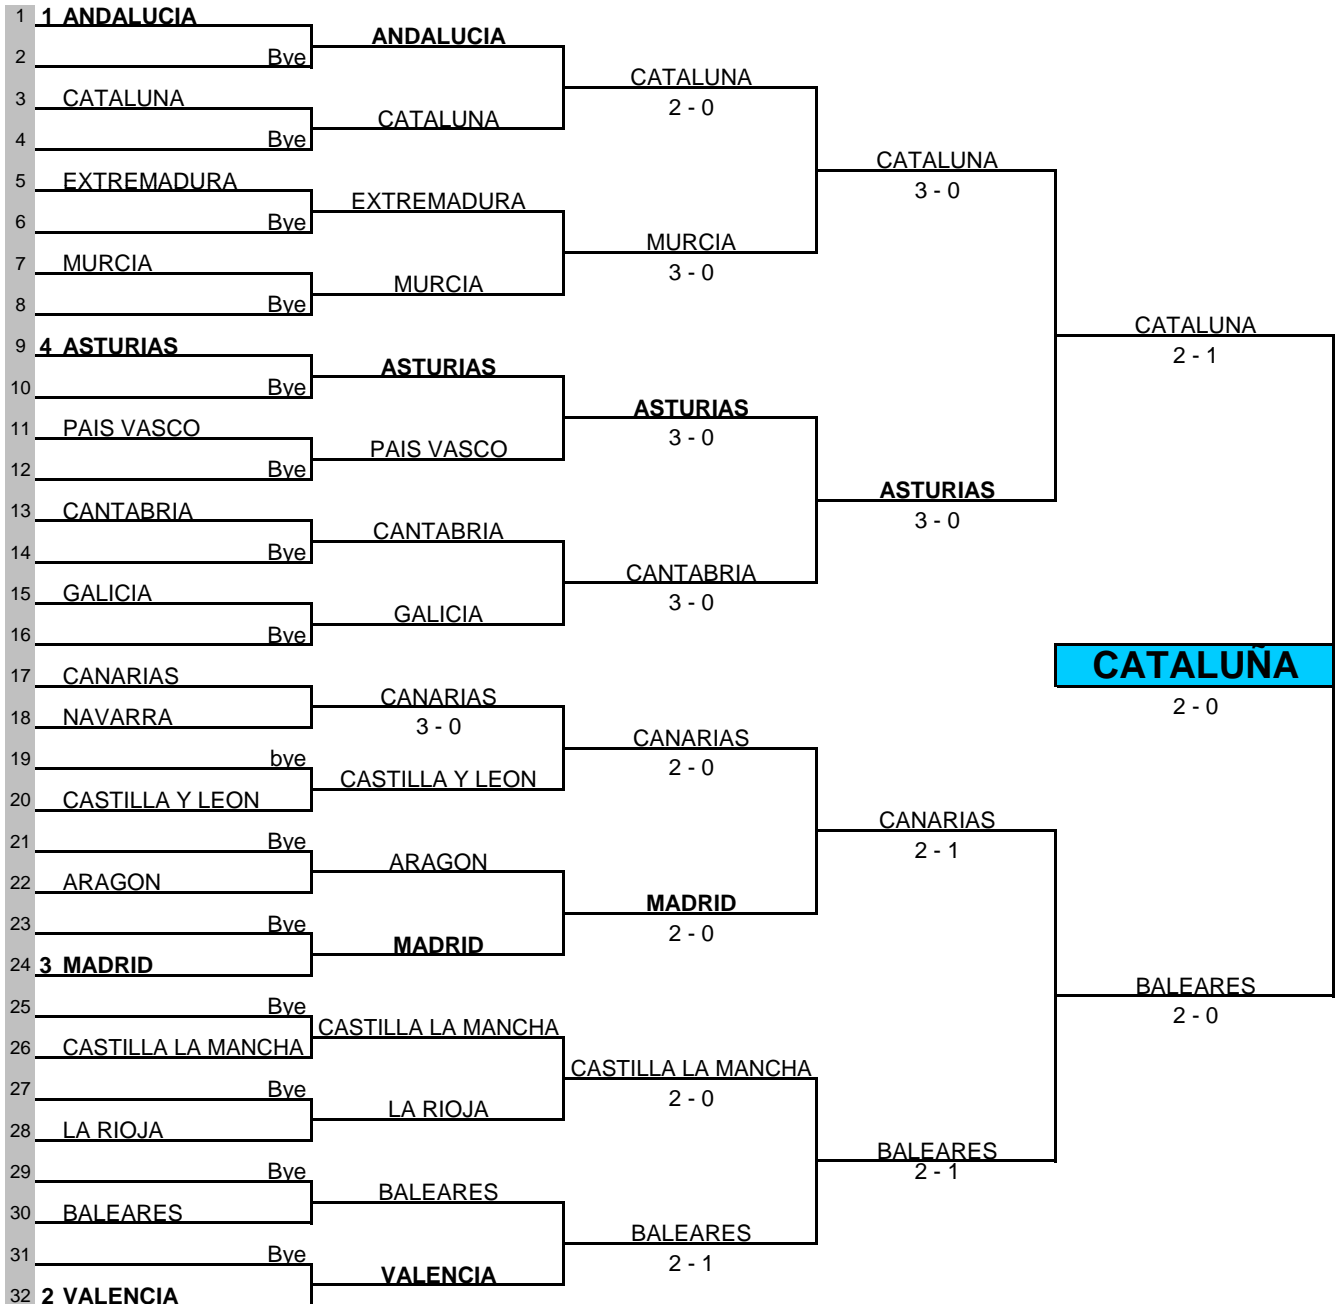 1 1 ANDALUCIA
ANDALUCIA
2 Bye
CATALUNA
3 CATALUNA
2 - 0
CATALUNA
4 Bye
CATALUNA
5 EXTREMADURA
3 - 0
EXTREMADURA
6 Bye
MURCIA
7 MURCIA
3 - 0
MURCIA
8 Bye
CATALUNA
9 4 ASTURIAS
2 - 1
ASTURIAS
10 Bye
ASTURIAS
11 PAIS VASCO
3 - 0
PAIS VASCO
12 Bye
ASTURIAS
13 CANTABRIA
3 - 0
CANTABRIA
14 Bye
CANTABRIA
15 GALICIA
3 - 0
GALICIA
16 Bye
CATALUÑA
17 CANARIAS
CANARIAS
2 - 0
18 NAVARRA
3 - 0
CANARIAS
19 bye
2 - 0
CASTILLA Y LEON
20 CASTILLA Y LEON
CANARIAS
21 Bye
2 - 1
ARAGON
22 ARAGON
MADRID
23 Bye
2 - 0
MADRID
24 3 MADRID
BALEARES
25 Bye
2 - 0
CASTILLA LA MANCHA
26 CASTILLA LA MANCHA
CASTILLA LA MANCHA
27 Bye
2 - 0
LA RIOJA
28 LA RIOJA
BALEARES
29 Bye
2 - 1
BALEARES
30 BALEARES
BALEARES
31 Bye
2 - 1
VALENCIA
32 2 VALENCIA